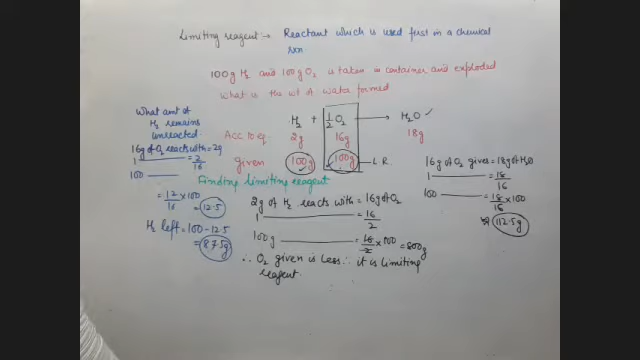 Limiting reagent:→ Reactant which is used first in a chemical
rxn
100g H₂ and 100g O₂ is taken in container and exploded
what is the wt of water formed
H₂ + ½O₂ → H₂O ✓
Acc to eq. 2g 16g 18g
given 100g 100g L.R.
What amt of
H₂ remains
unreacted.
16g of O₂ reacts with = 2g
1 ——— = 2/16
100 ———
= 12/16 × 100
= 12.5
H₂ left = 100 - 12.5
= 87.5g
Finding limiting reagent
2g of H₂ reacts with = 16g of O₂
1 ——— = 16/2
100g ——— = 16/2 × 100 = 800g
∴ O₂ given is less ∴ it is limiting
reagent.
16g of O₂ gives = 18g of H₂O
1 ——— = 18/16
100 ——— = 18/16 × 100
112.5g